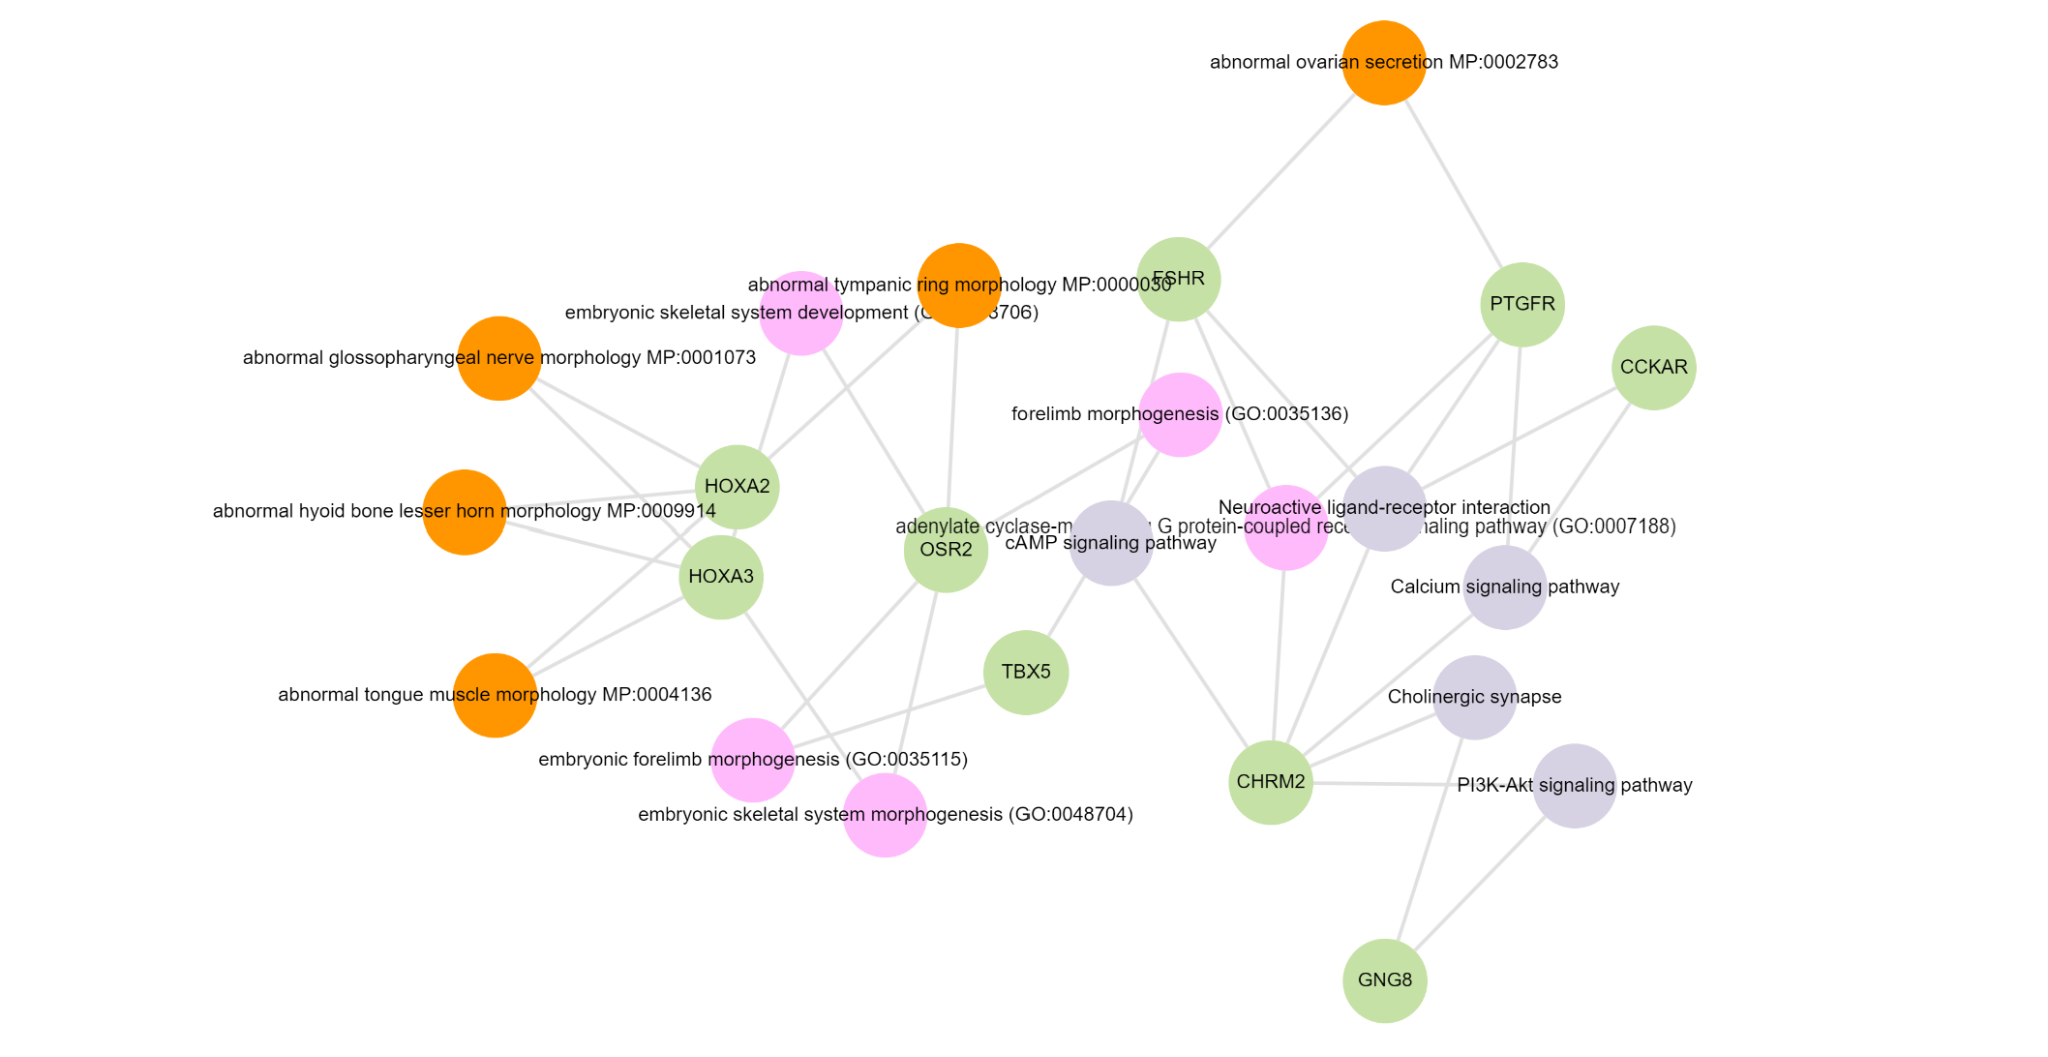 abnormal ovarian secretion MP:0002783
FSHR
abnormal tympanic ring morphology MP:0000030
PTGFR
embryonic skeletal system development (G 3706)
abnormal glossopharyngeal nerve morphology MP:0001073
CCKAR
forelimb morphogenesis (GO:0035136)
HOXA2
abnormal hyoid bone lesser horn morphology MP:0009914
Neuroactive ligand-receptor interaction
adenylate cyclase-m G protein-coupled rec naling pathway (GO:0007188)
cAMP signaling pathway
OSR2
HOXA3
Calcium signaling pathway
TBX5
abnormal tongue muscle morphology MP:0004136
Cholinergic synapse
embryonic forelimb morphogenesis (GO:0035115)
CHRM2
PI3K-Akt signaling pathway
embryonic skeletal system morphogenesis (GO:0048704)
GNG8